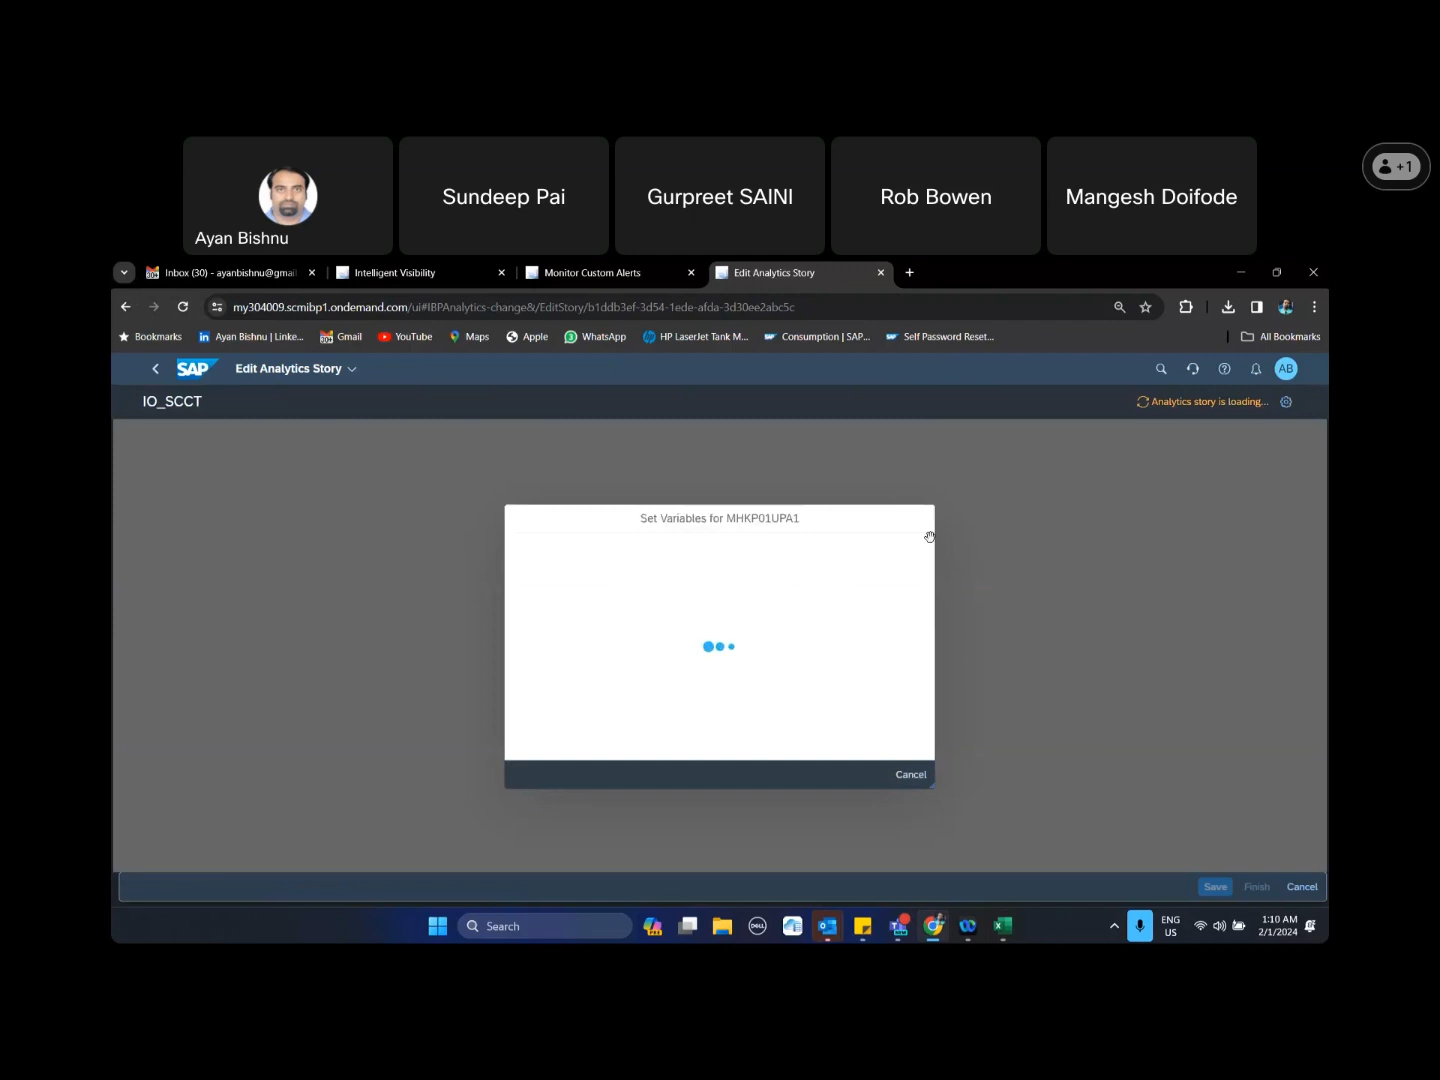 +1
Sundeep Pai
Gurpreet SAINI
Rob Bowen
Mangesh Doifode
Ayan Bishnu
Inbox (30) - ayanbishnu@gmai
Intelligent Visibility
Monitor Custom Alerts
Edit Analytics Story
my304009.scmibp1.ondemand.com/ui#IBPAnalytics-change&/EditStory/b1ddb3ef-3d54-1ede-afda-3d30ee2abc5c
Bookmarks
Ayan Bishnu | Linke...
Gmail
YouTube
Maps
Apple
WhatsApp
HP LaserJet Tank M...
Consumption | SAP...
Self Password Reset...
All Bookmarks
SAP
Edit Analytics Story
AB
IO_SCCT
Analytics story is loading...
Set Variables for MHKP01UPA1
Cancel
Save
Finish
Cancel
Search
DELL
ENG
US
1:10 AM
2/1/2024